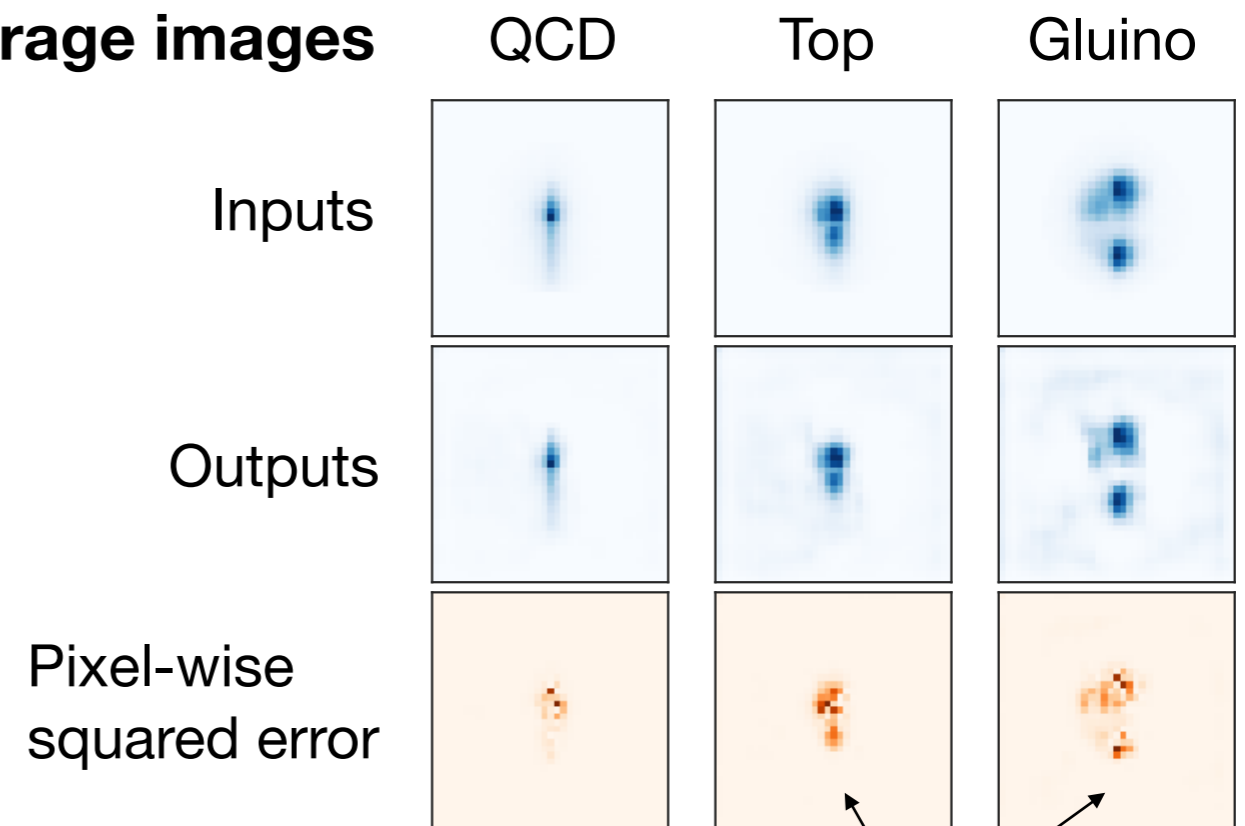 rage images QCD Top Gluino
Inputs
Outputs
Pixel-wise
squared error